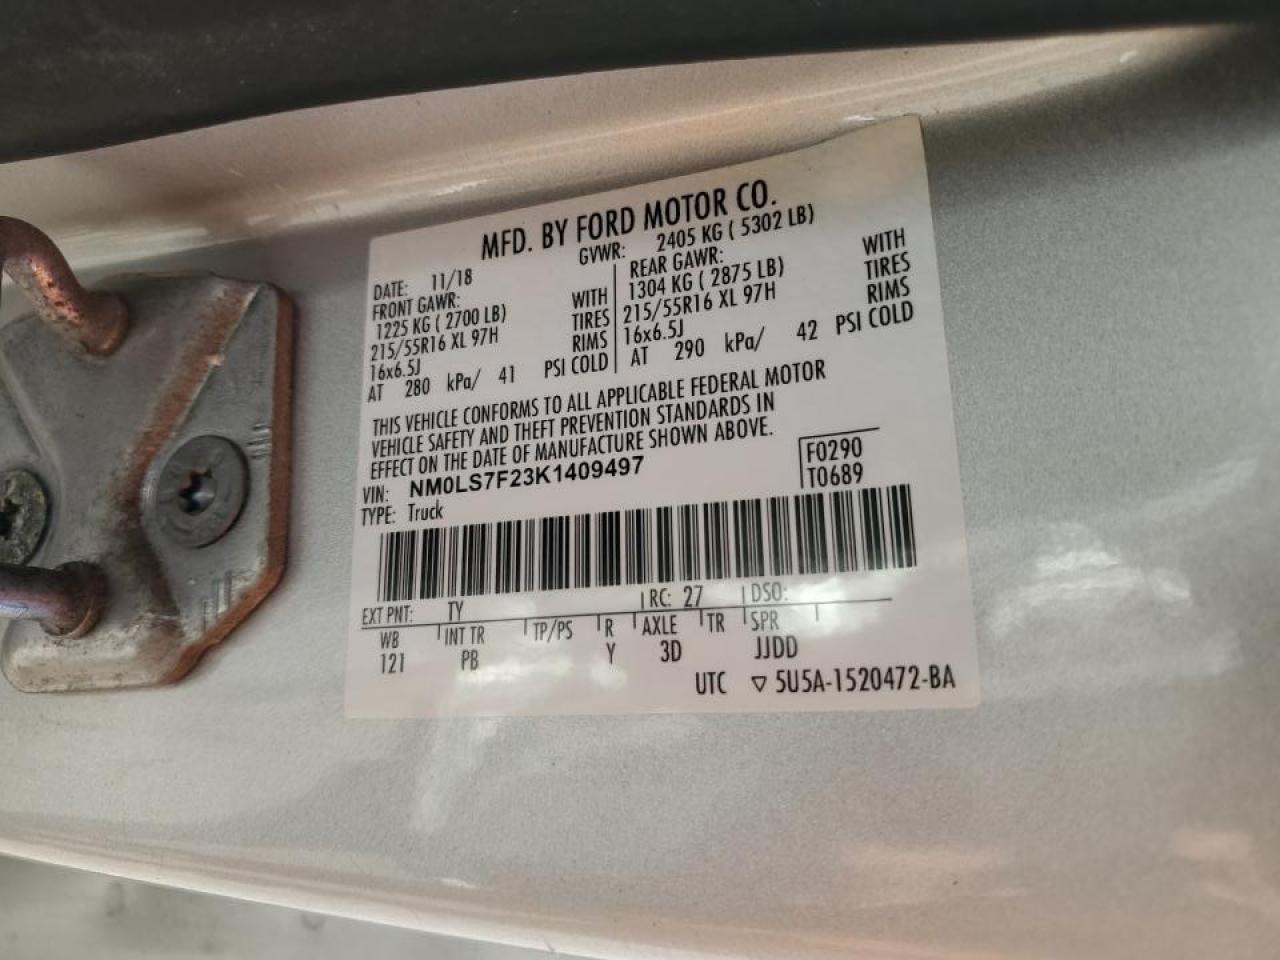 MFD. BY FORD MOTOR CO.
DATE: 11/18 GVWR: 2405 KG ( 5302 LB)
FRONT GAWR: REAR GAWR:
1225 KG ( 2700 LB) WITH 1304 KG ( 2875 LB) WITH
215/55R16 XL 97H TIRES 215/55R16 XL 97H TIRES
16x6.5J RIMS 16x6.5J RIMS
AT 280 kPa/ 41 PSI COLD AT 290 kPa/ 42 PSI COLD
THIS VEHICLE CONFORMS TO ALL APPLICABLE FEDERAL MOTOR
VEHICLE SAFETY AND THEFT PREVENTION STANDARDS IN
EFFECT ON THE DATE OF MANUFACTURE SHOWN ABOVE.
VIN: NM0LS7F23K1409497 F0290
TYPE: Truck T0689
EXT PNT: TY RC: 27 DSO:
WB INT TR TP/PS R AXLE TR SPR
121 PB Y 3D JJDD
UTC ▽ 5U5A-1520472-BA